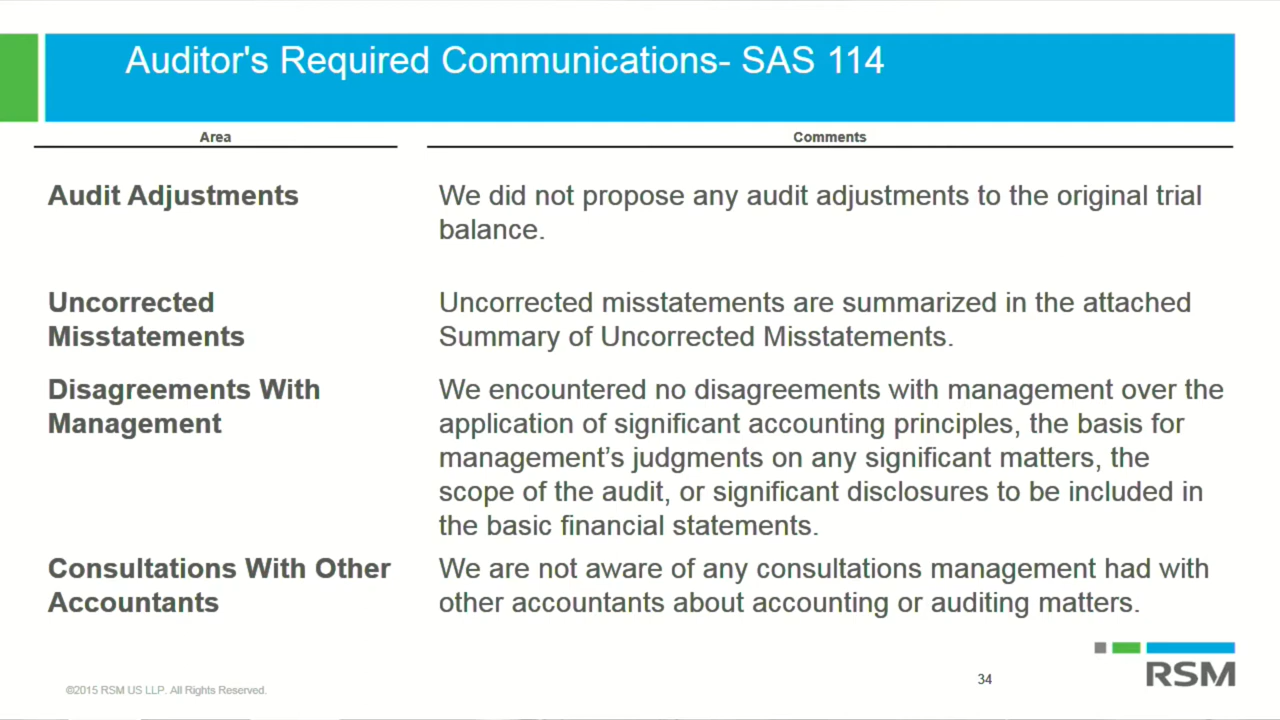 Auditor's Required Communications- SAS 114
Area
Comments
Audit Adjustments
We did not propose any audit adjustments to the original trial
balance.
Uncorrected
Misstatements
Uncorrected misstatements are summarized in the attached
Summary of Uncorrected Misstatements.
Disagreements With
Management
We encountered no disagreements with management over the
application of significant accounting principles, the basis for
management’s judgments on any significant matters, the
scope of the audit, or significant disclosures to be included in
the basic financial statements.
Consultations With Other
Accountants
We are not aware of any consultations management had with
other accountants about accounting or auditing matters.
©2015 RSM US LLP. All Rights Reserved.
34
RSM